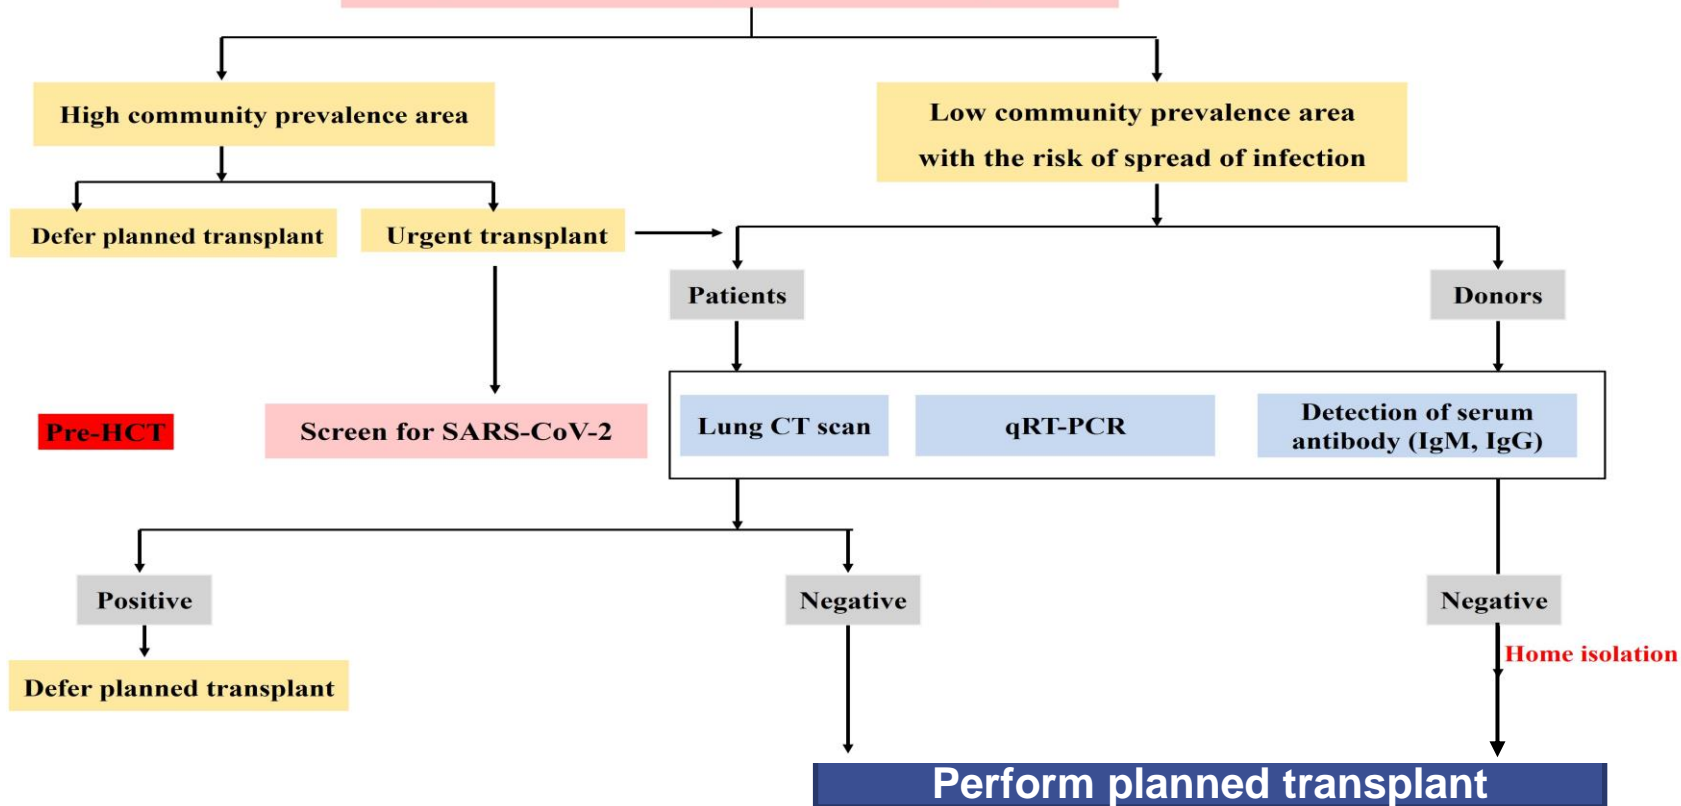 High community prevalence area
Low community prevalence area
with the risk of spread of infection
Defer planned transplant
Urgent transplant
Patients
Donors
Pre-HCT
Screen for SARS-CoV-2
Lung CT scan
qRT-PCR
Detection of serum
antibody (IgM, IgG)
Positive
Negative
Negative
Home isolation
Defer planned transplant
Perform planned transplant